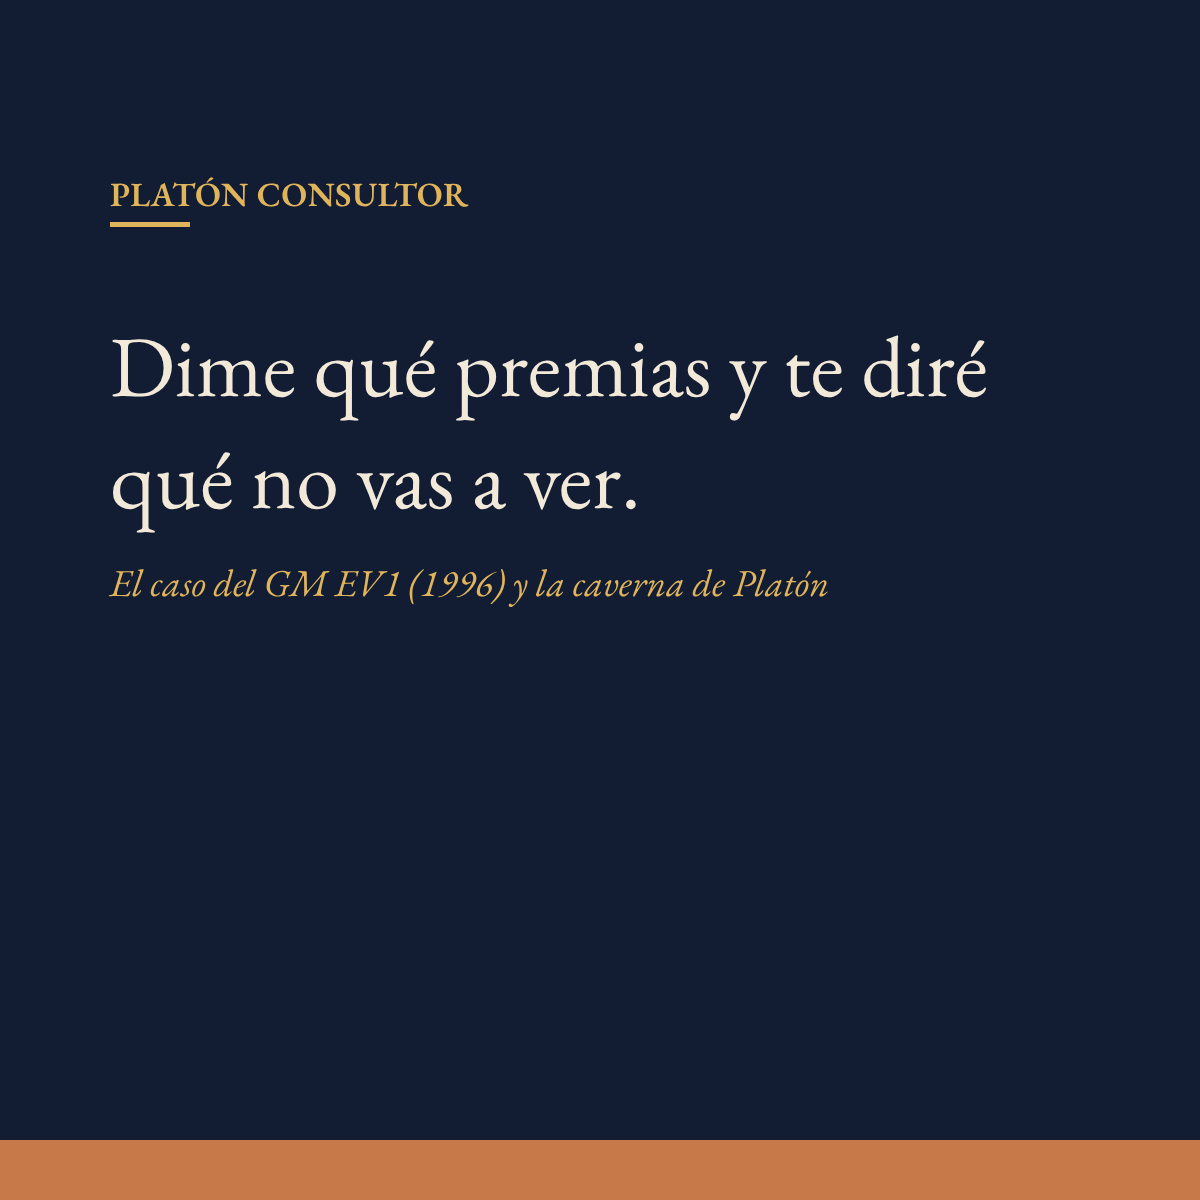 PLATÓN CONSULTOR
Dime qué premias y te diré
qué no vas a ver.
El caso del GM EV1 (1996) y la caverna de Platón